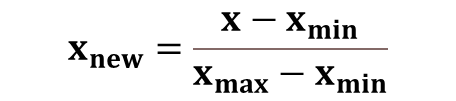 x_new = (x − x_min) / (x_max − x_min)